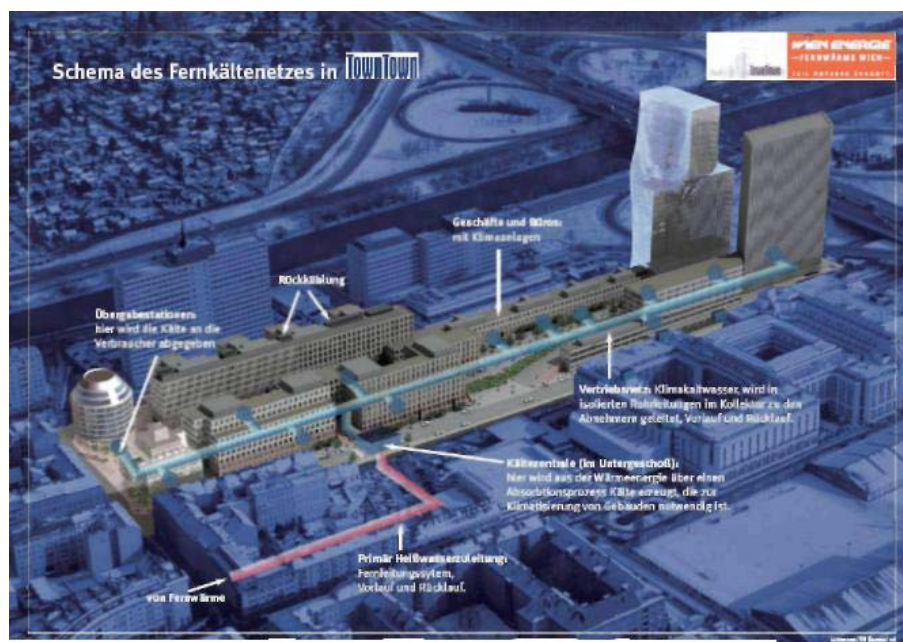 Schema des Fernkältenetzes in TownTown
WIEN ENERGIE
FERNWÄRME WIEN
Geschäfte und Büros:
mit Klimaanlagen
Rückkühlung
Übergabestationen:
hier wird die Kälte an die
Verbraucher abgegeben
Vertriebsnetz: Klimakaltwasser, wird in
isolierten Rohrleitungen im Kollektor zu den
Abnehmern geleitet, Vorlauf und Rücklauf.
Kältezentrale (im Untergeschoß):
hier wird aus der Wärmeenergie über einen
Absorbtionsprozess Kälte erzeugt, die zur
Klimatisierung von Gebäuden notwendig ist.
Primär Heißwasserzuleitung:
Fernleitungssytem,
Vorlauf und Rücklauf.
von Fernwärme